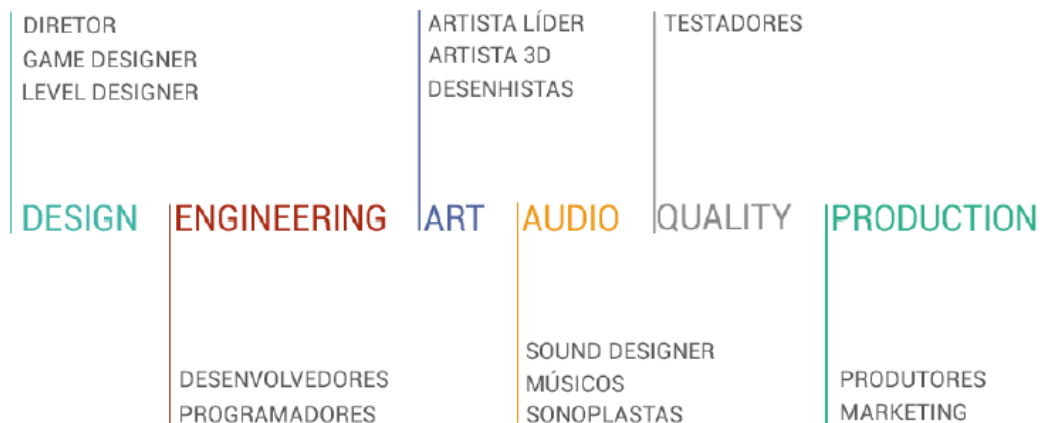 DIRETOR
GAME DESIGNER
LEVEL DESIGNER
ARTISTA LÍDER
ARTISTA 3D
DESENHISTAS
TESTADORES
DESIGN
ENGINEERING
ART
AUDIO
QUALITY
PRODUCTION
DESENVOLVEDORES
PROGRAMADORES
SOUND DESIGNER
MÚSICOS
SONOPLASTAS
PRODUTORES
MARKETING